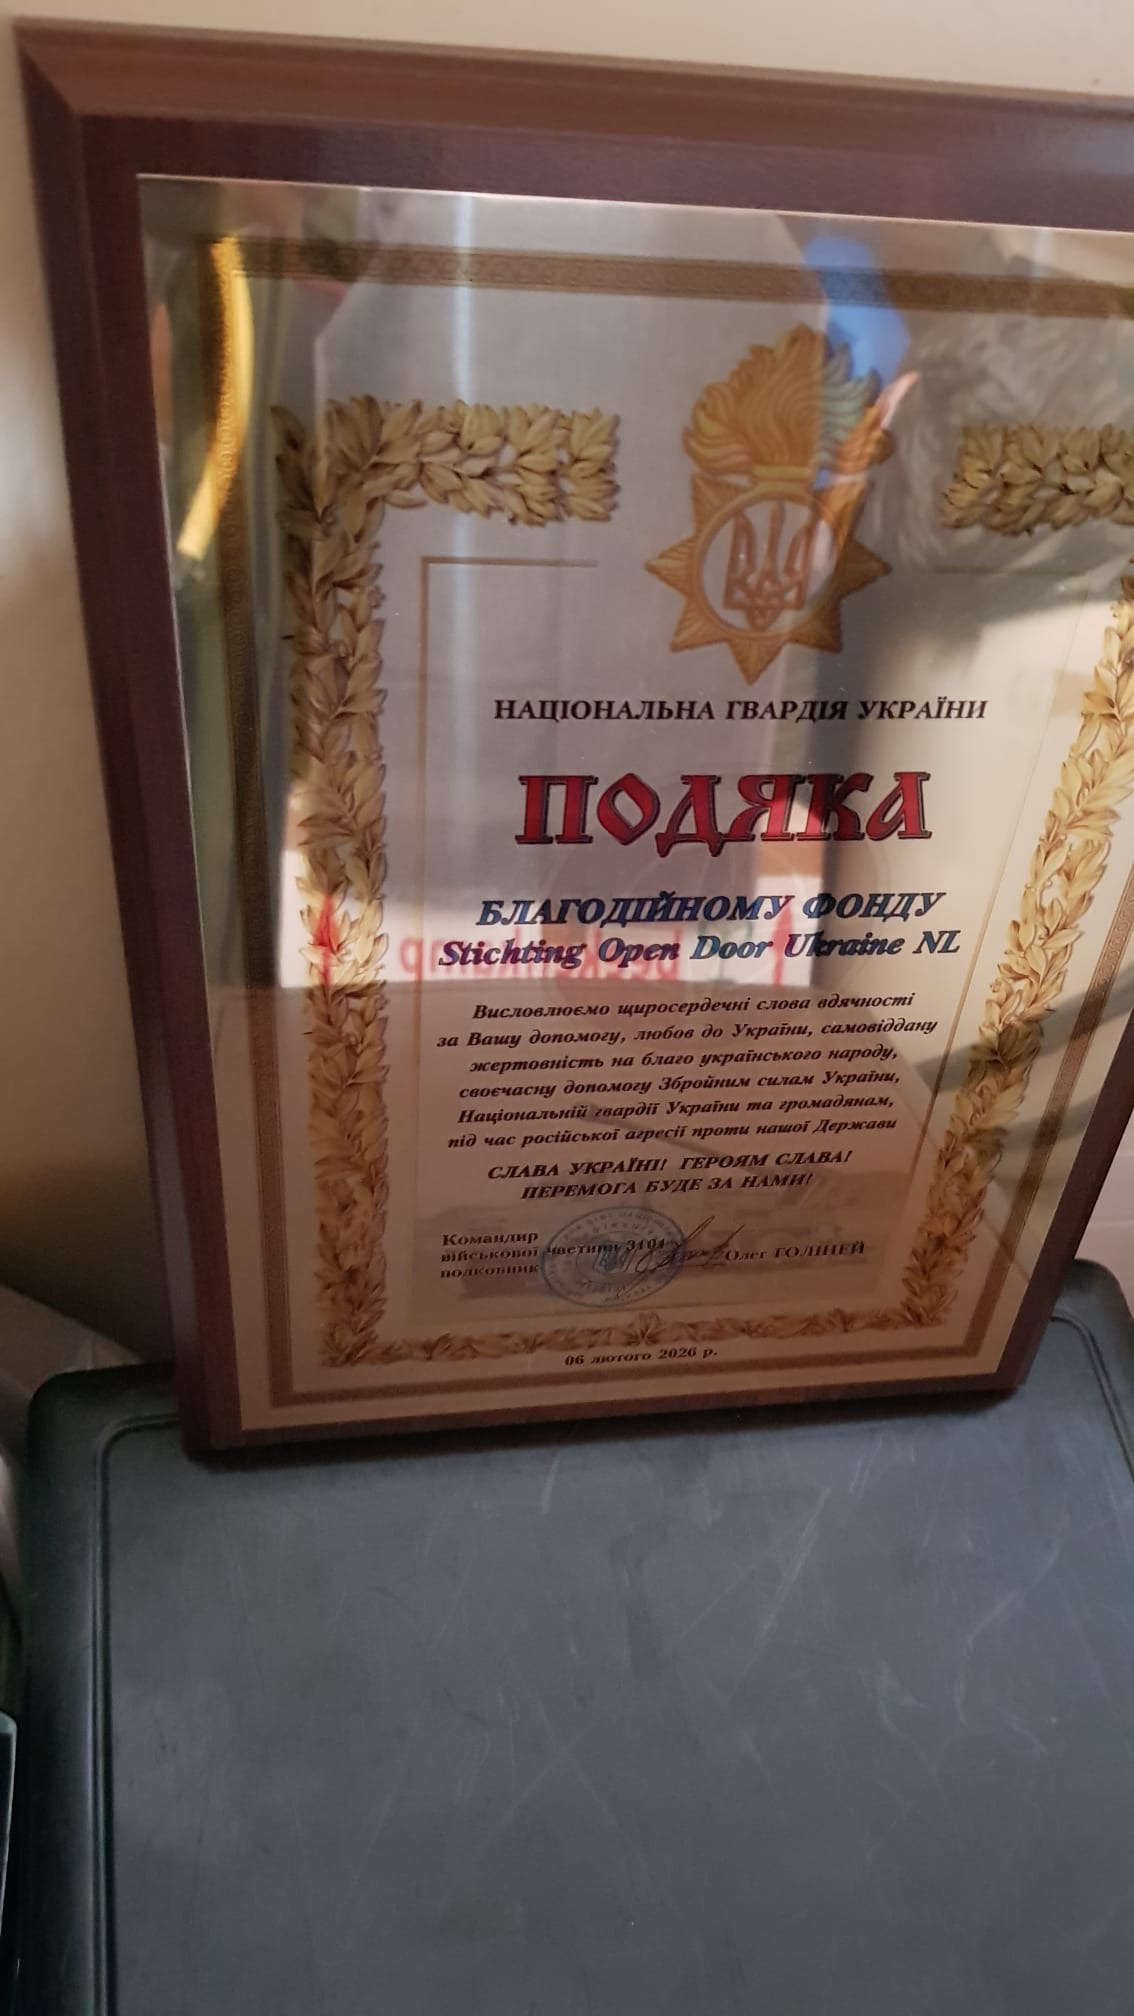 НАЦІОНАЛЬНА ГВАРДІЯ УКРАЇНИ
ПОДЯКА
БЛАГОДІЙНОМУ ФОНДУ
Stichting Open Door Ukraine NL
Висловлюємо щиросердечні слова вдячності
за Вашу допомогу, любов до України, самовіддану
жертовність на благо українського народу,
своєчасну допомогу Збройним силам України,
Національній гвардії України та громадянам,
під час російської агресії проти нашої Держави
СЛАВА УКРАЇНІ! ГЕРОЯМ СЛАВА!
ПЕРЕМОГА БУДЕ ЗА НАМИ!
Командир
військової частини 3101
полковник
Олег ГОЛІНЕЙ
06 лютого 2026 р.